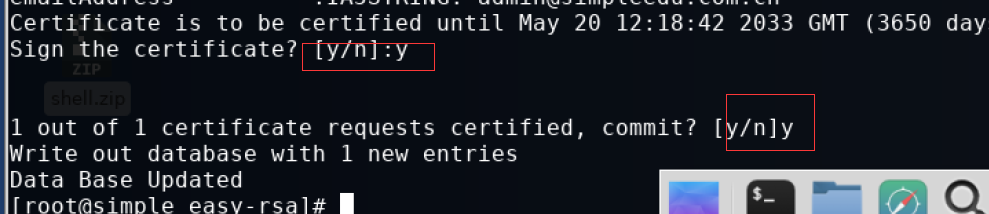 emailAddress :IA5STRING:'admin@simpleedu.com.cn'
Certificate is to be certified until May 20 12:18:42 2033 GMT (3650 day
Sign the certificate? [y/n]:y
ZIP
shell.zip
1 out of 1 certificate requests certified, commit? [y/n]y
Write out database with 1 new entries
Data Base Updated
[root@simple easy-rsa]#
$_